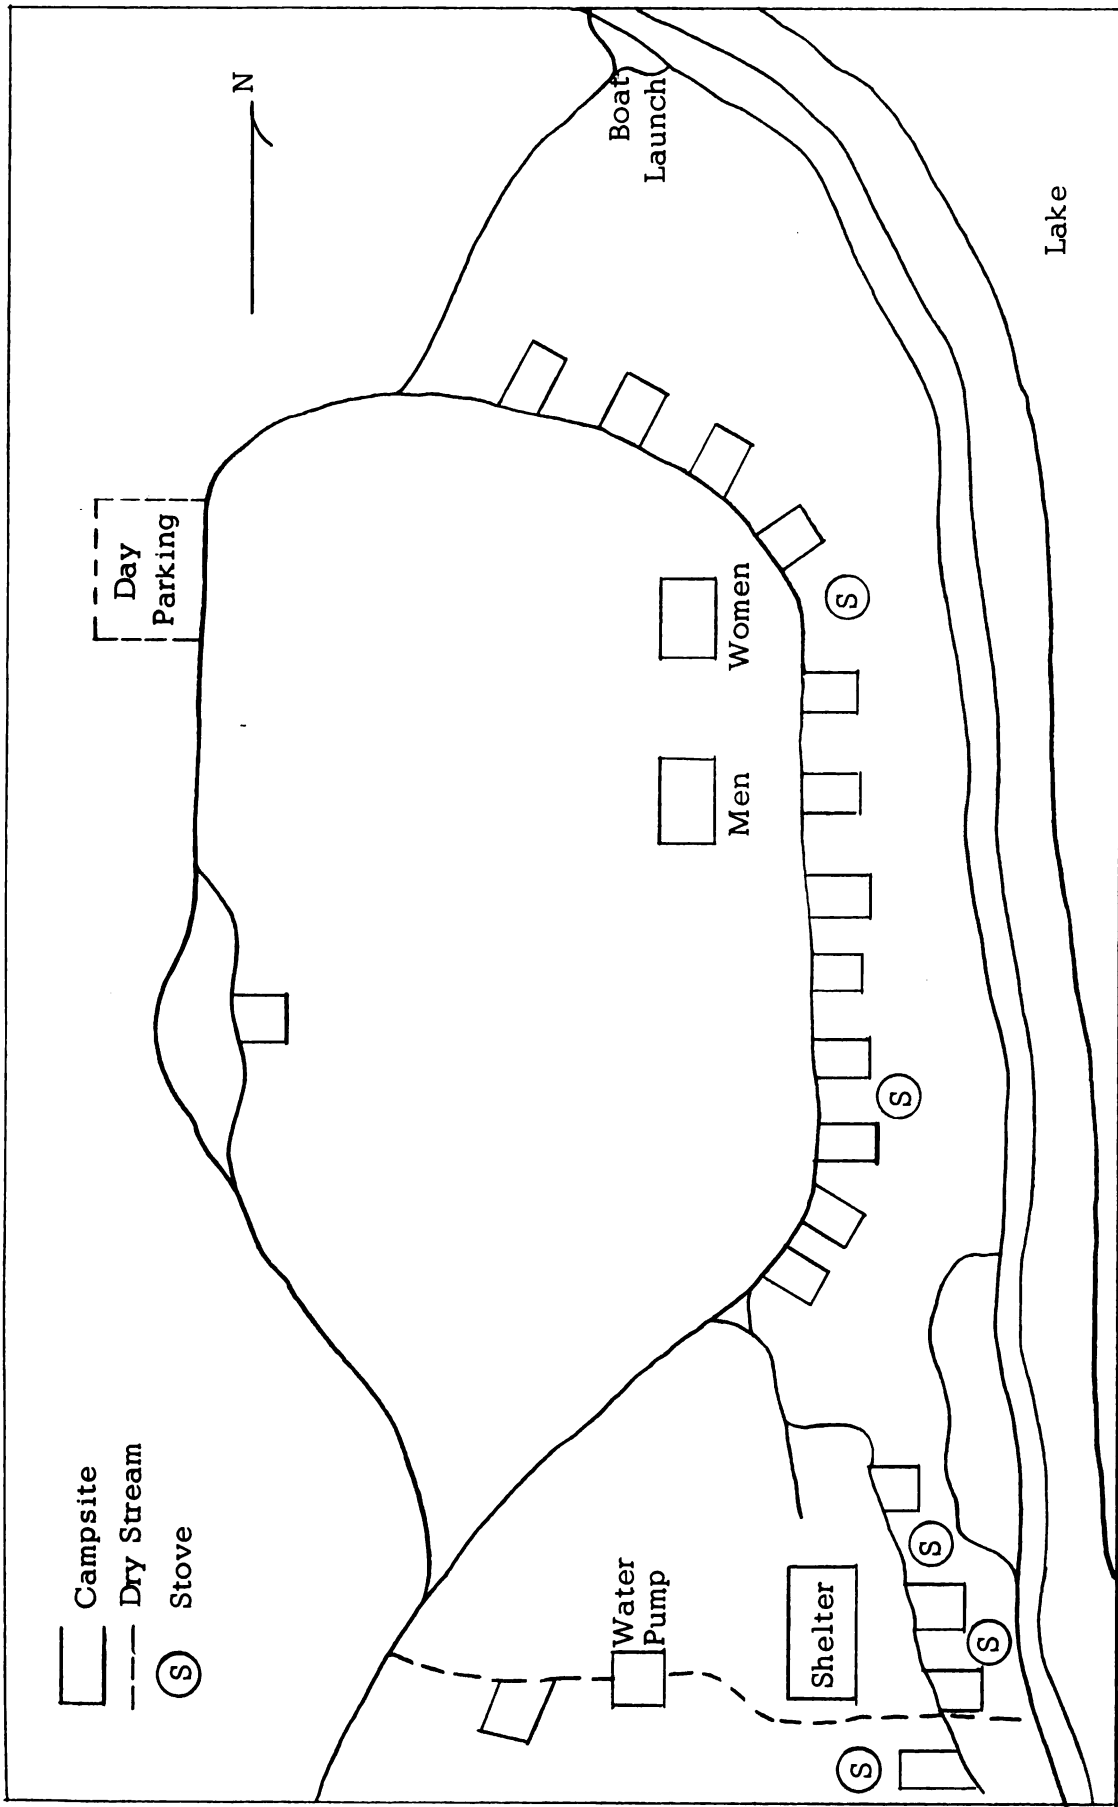 Campsite
Dry Stream
S Stove
N
Day
Parking
Boat
Launch
Lake
Women
Men
S
S
Water
Pump
Shelter
S
S
S